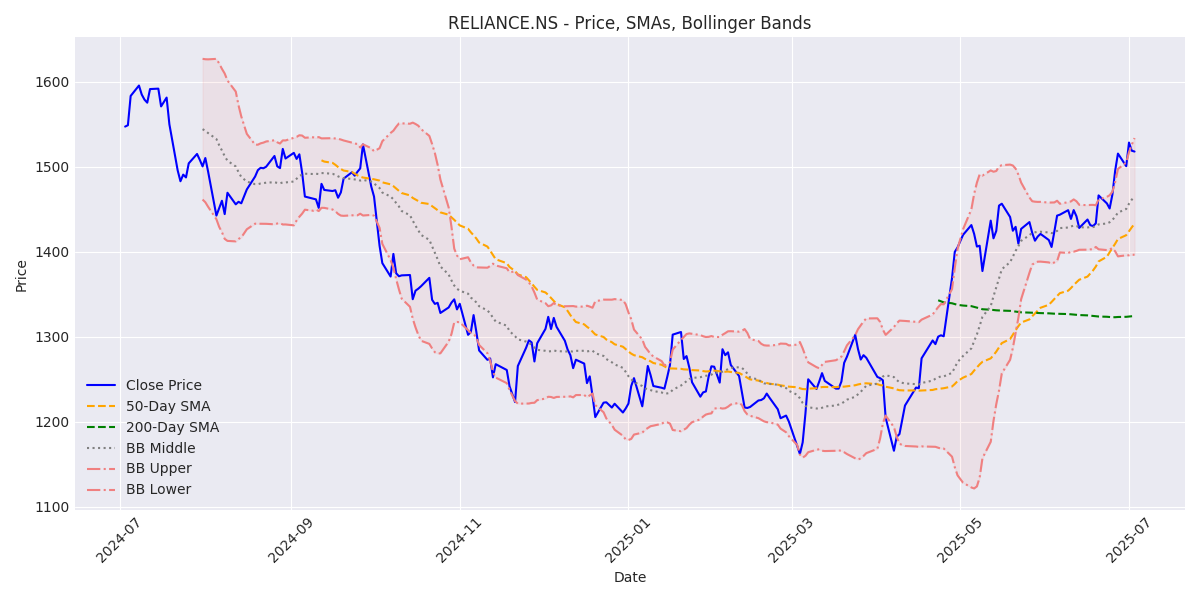 RELIANCE.NS - Price, SMAs, Bollinger Bands
1600
1500
1400
1300
1200
1100
Price
Close Price
50-Day SMA
200-Day SMA
BB Middle
BB Upper
BB Lower
2024-07
2024-09
2024-11
2025-01
2025-03
2025-05
2025-07
Date